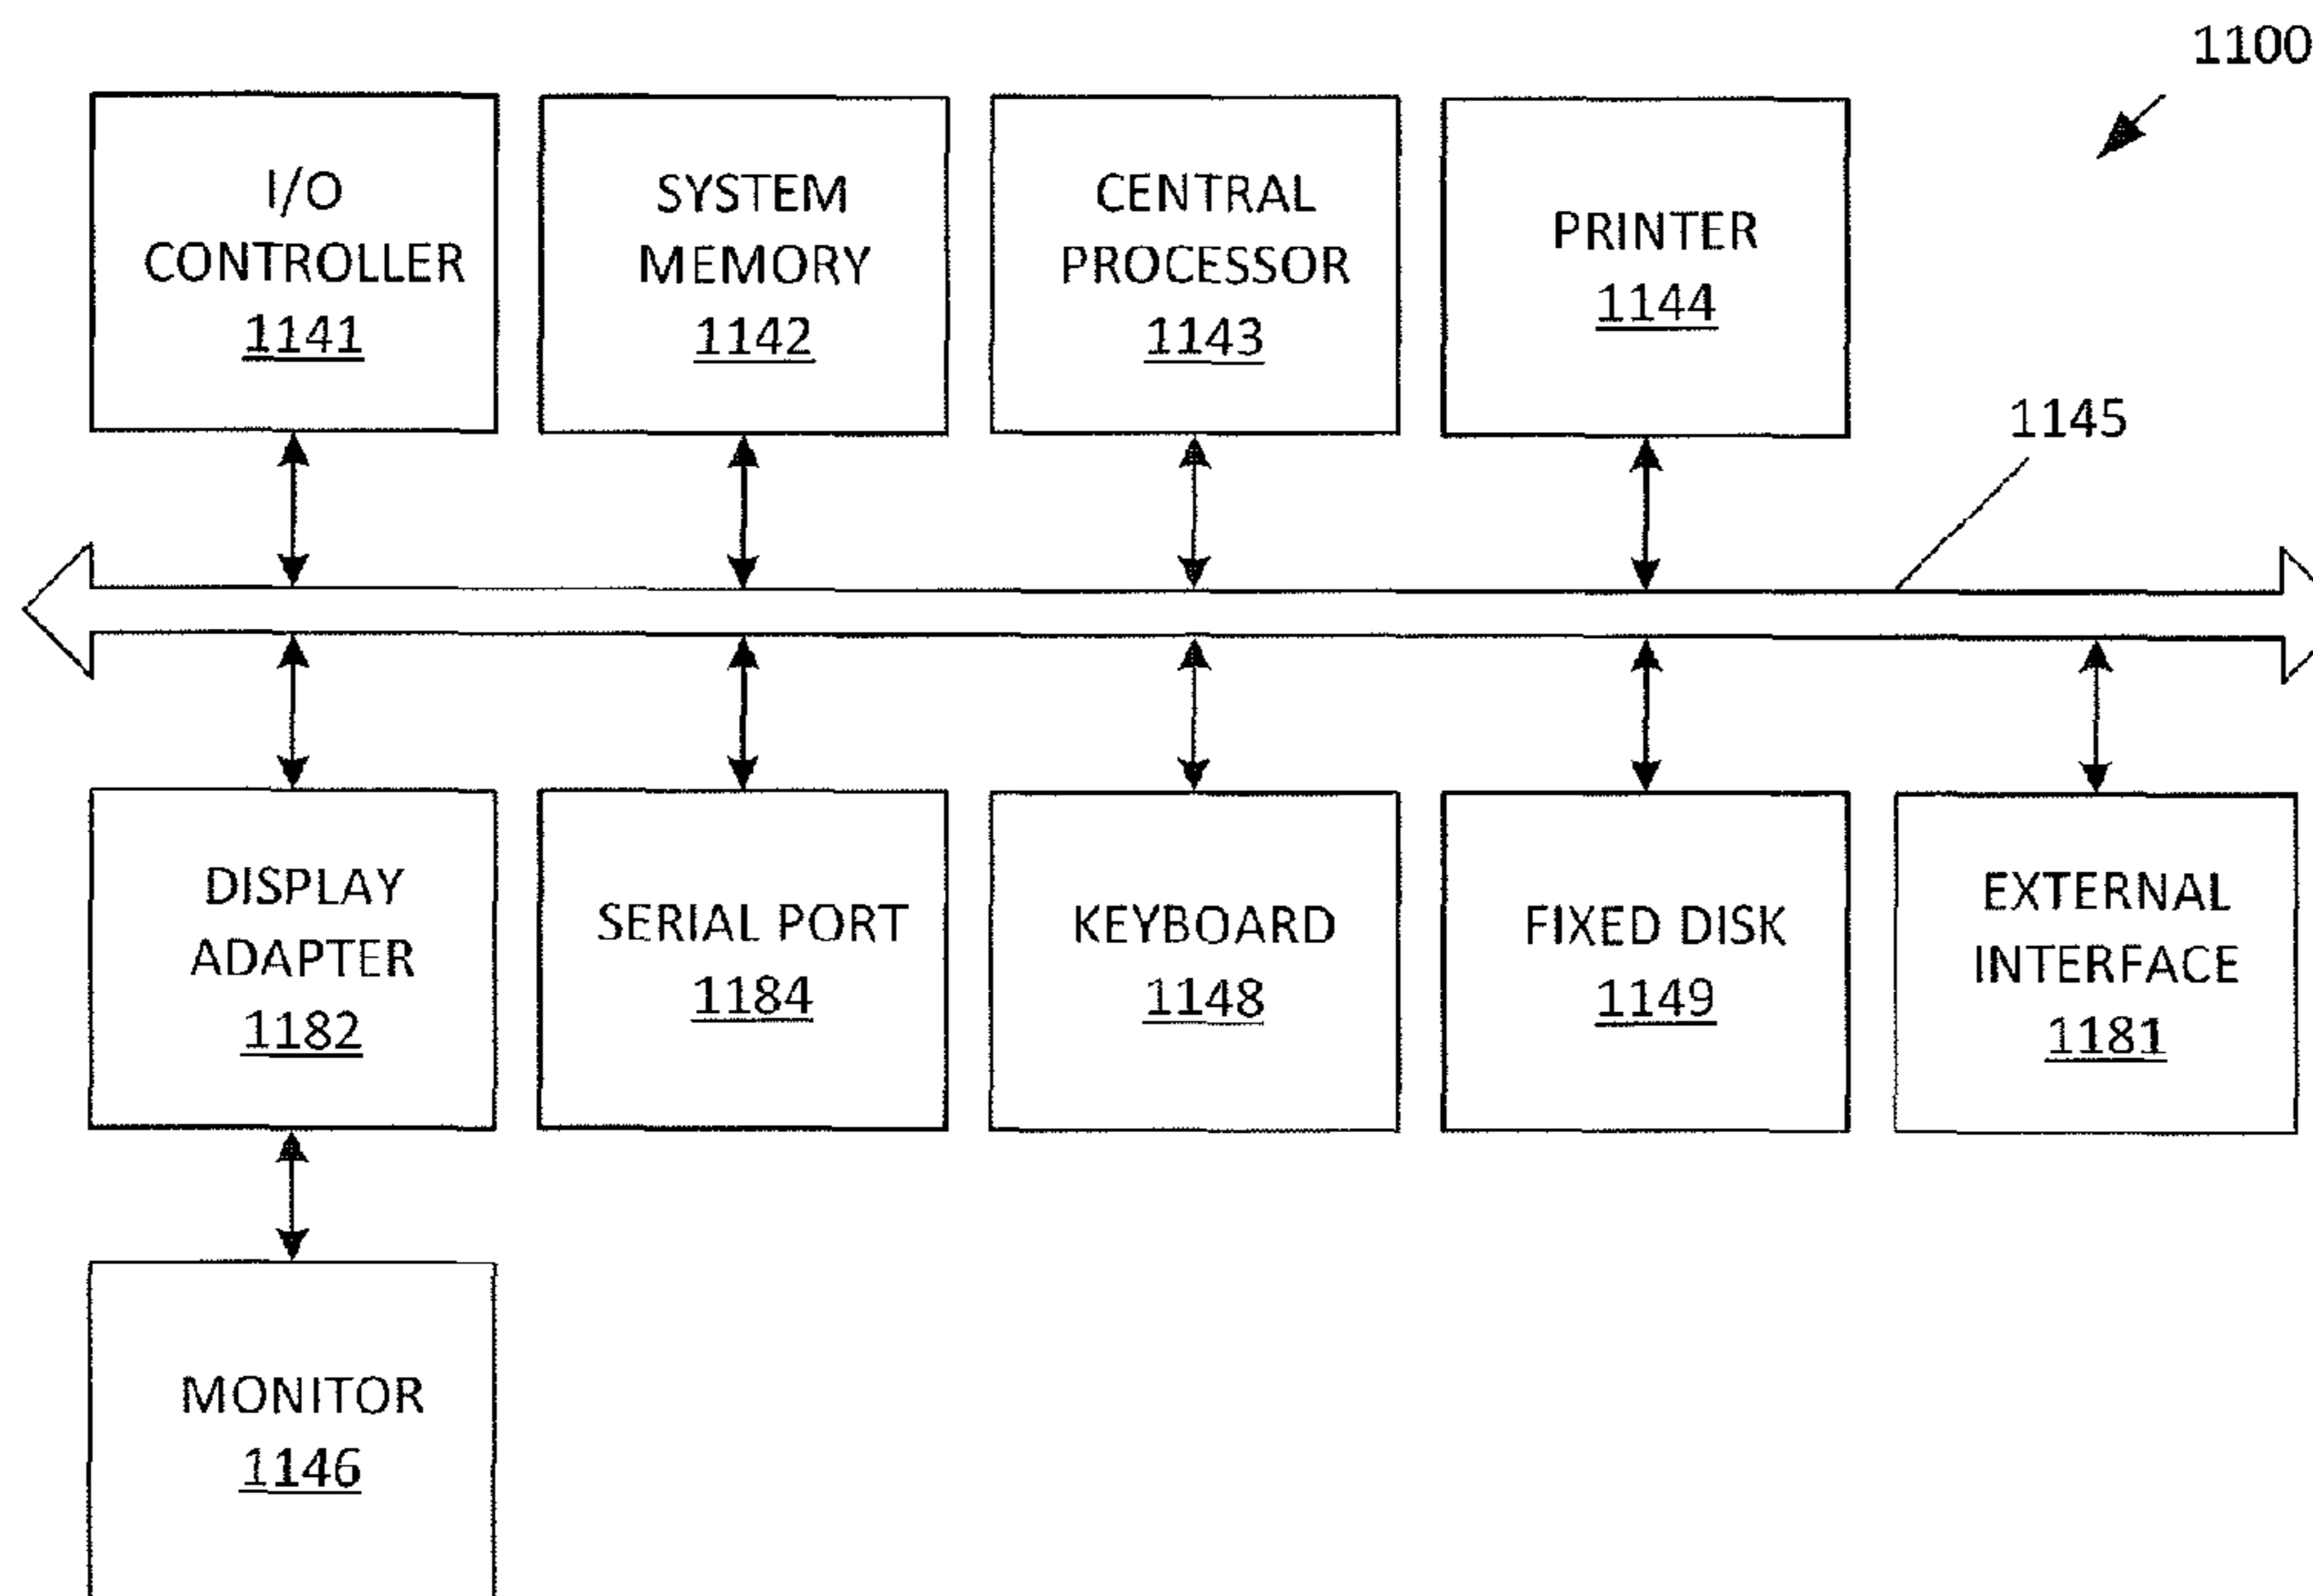 1100
I/O
CONTROLLER
1141
SYSTEM
MEMORY
1142
CENTRAL
PROCESSOR
1143
PRINTER
1144
1145
DISPLAY
ADAPTER
1182
SERIAL PORT
1184
KEYBOARD
1148
FIXED DISK
1149
EXTERNAL
INTERFACE
1181
MONITOR
1146